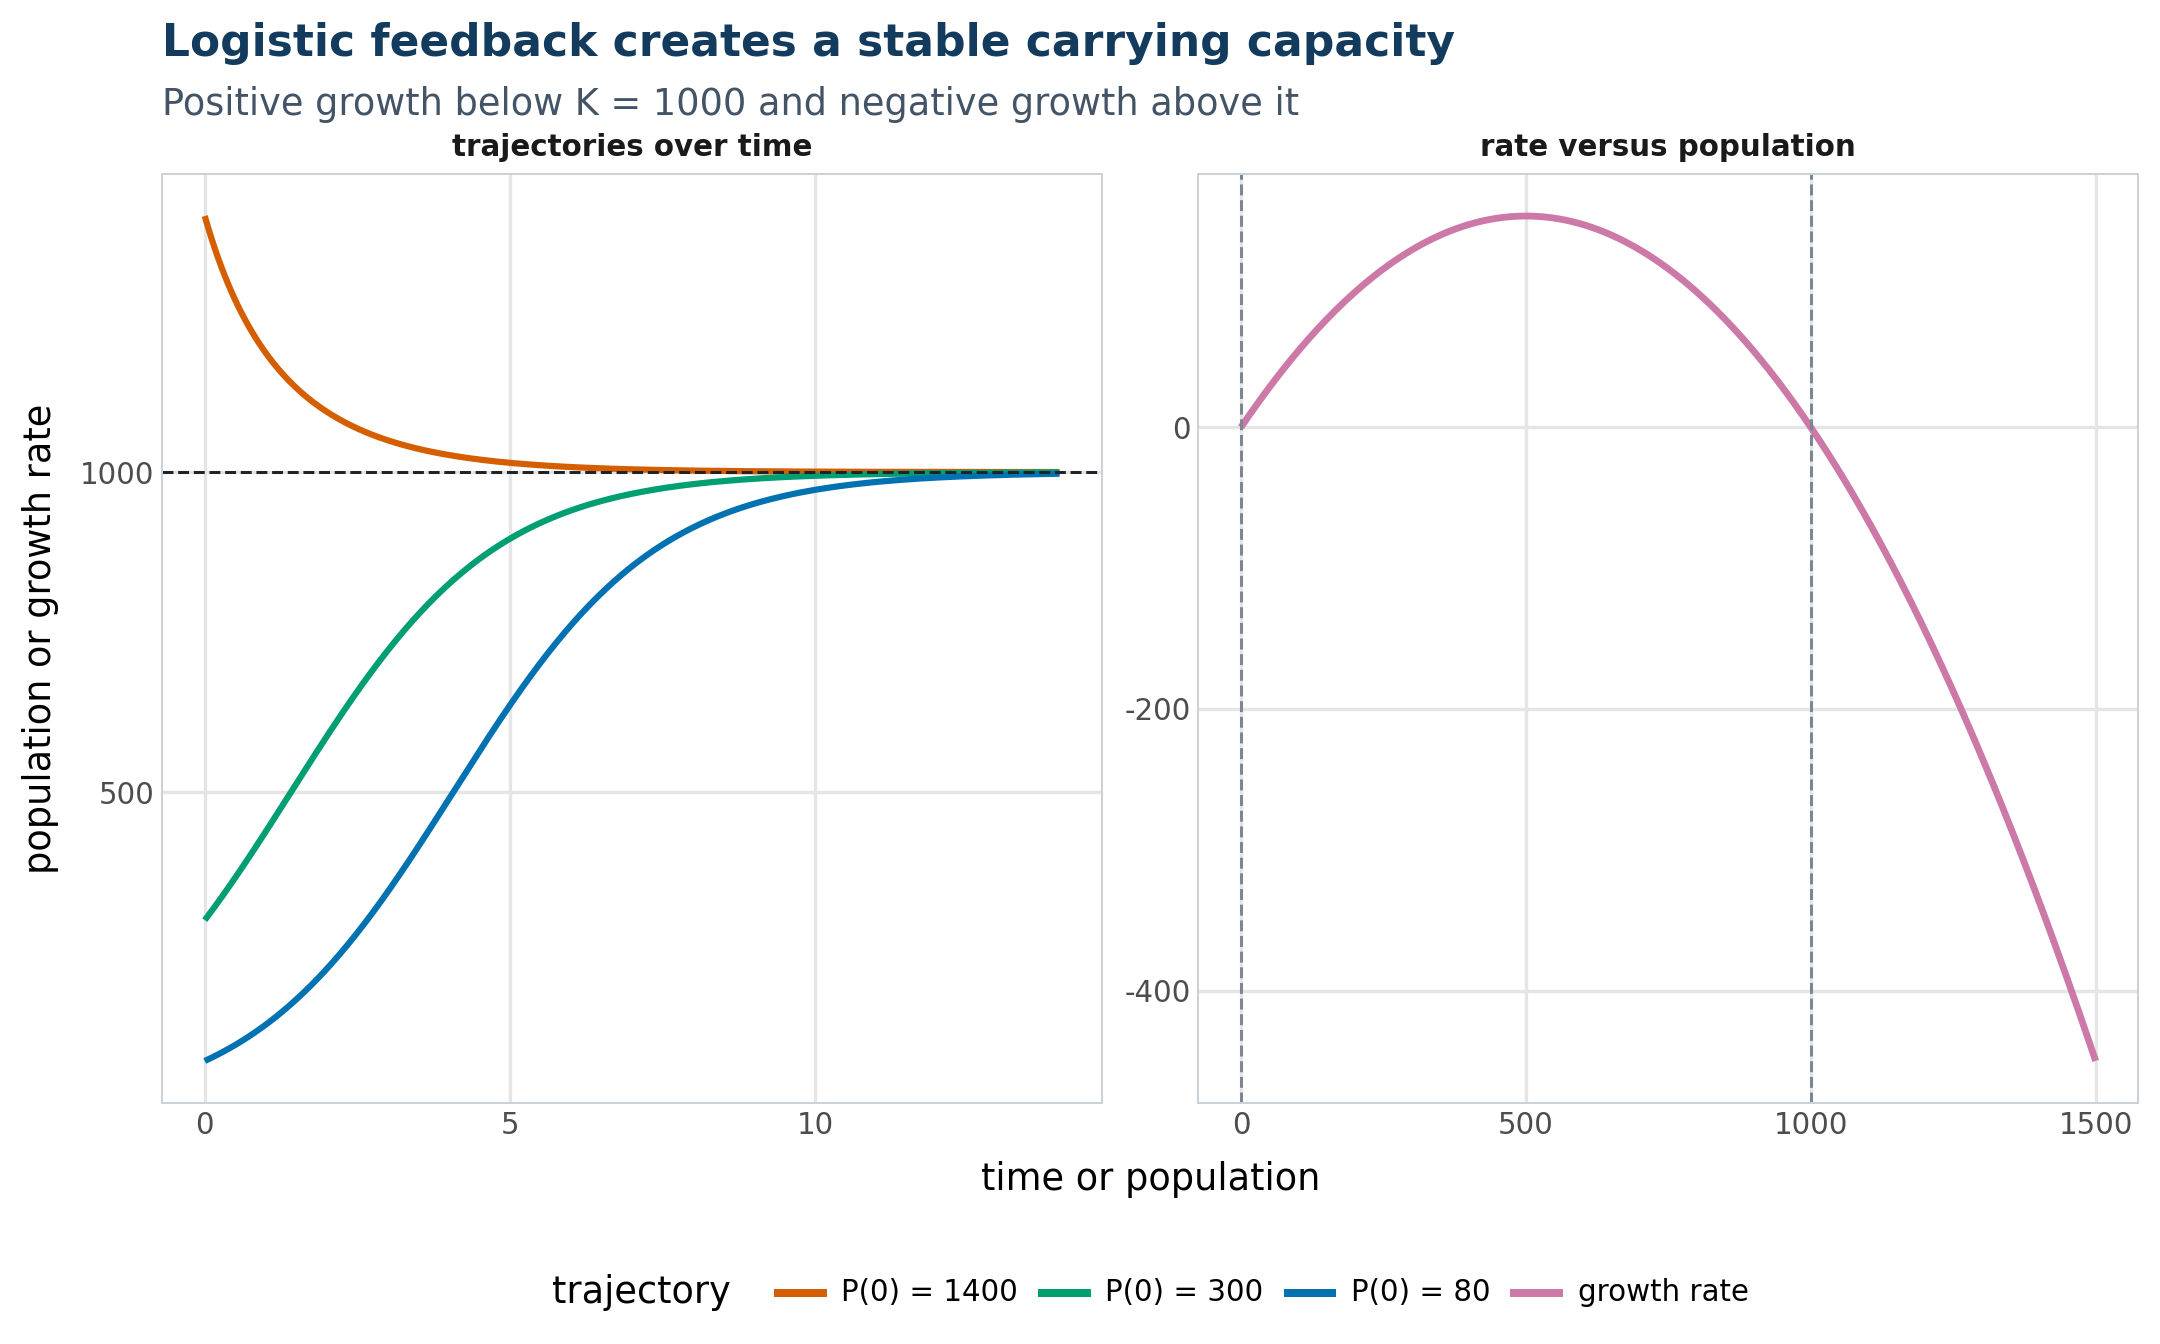 Logistic feedback creates a stable carrying capacity
Positive growth below K = 1000 and negative growth above it
trajectories over time
rate versus population
population or growth rate
1000
500
0
5
10
0
-200
-400
0
500
1000
1500
time or population
trajectory
P(0) = 1400
P(0) = 300
P(0) = 80
growth rate